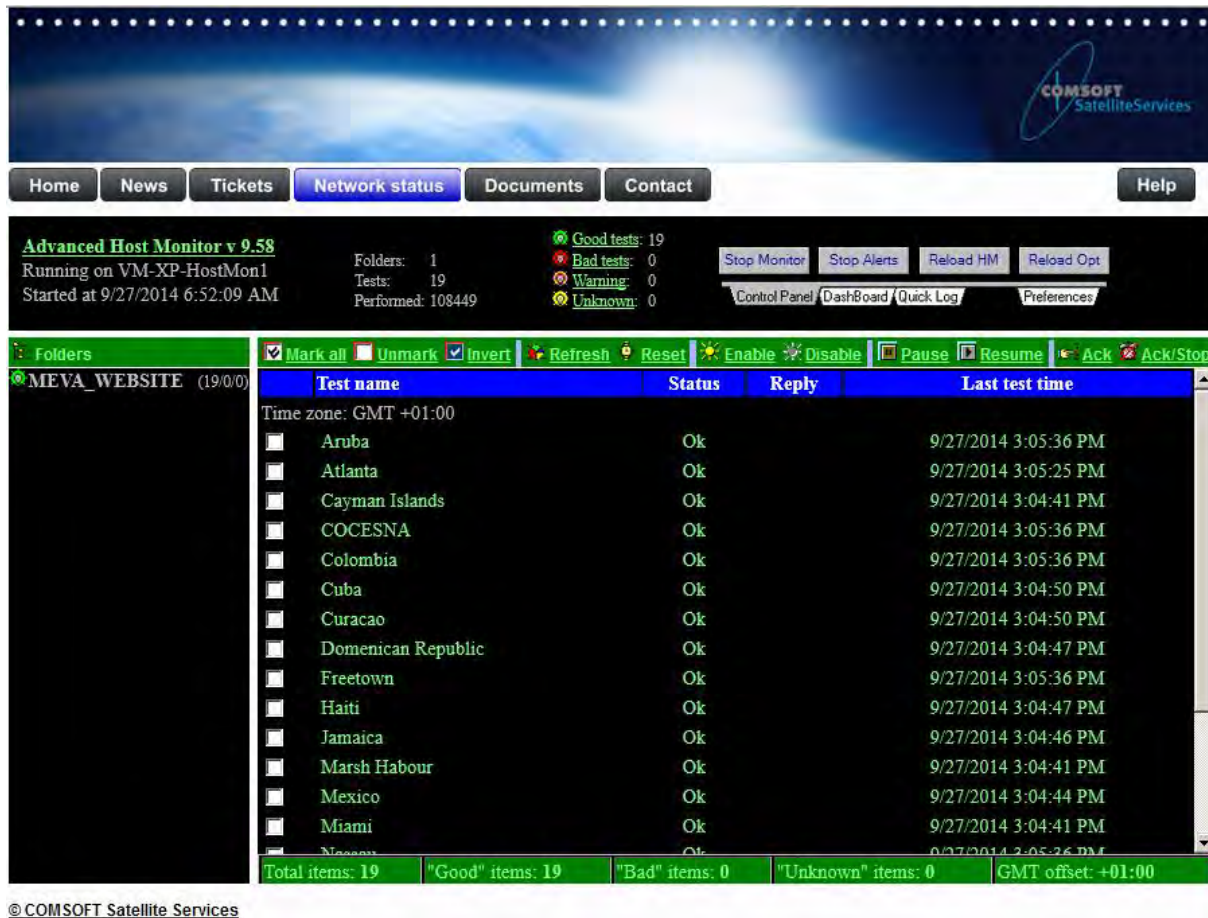 COMSOFT
SatelliteServices
Home News Tickets Network status Documents Contact Help
Advanced Host Monitor v 9.58
Running on VM-XP-HostMon1
Started at 9/27/2014 6:52:09 AM
Folders: 1
Tests: 19
Performed: 108449
Good tests: 19
Bad tests: 0
Warning: 0
Unknown: 0
Stop Monitor Stop Alerts Reload HM Reload Opt
Control Panel DashBoard Quick Log Preferences
Folders
MEVA_WEBSITE (19/0/0)
Mark all Unmark Invert Refresh Reset Enable Disable Pause Resume Ack Ack/Stop
Test name Status Reply Last test time
Time zone: GMT +01:00
Aruba Ok 9/27/2014 3:05:36 PM
Atlanta Ok 9/27/2014 3:05:25 PM
Cayman Islands Ok 9/27/2014 3:04:41 PM
COCESNA Ok 9/27/2014 3:05:36 PM
Colombia Ok 9/27/2014 3:05:36 PM
Cuba Ok 9/27/2014 3:04:50 PM
Curacao Ok 9/27/2014 3:04:50 PM
Domenican Republic Ok 9/27/2014 3:04:47 PM
Freetown Ok 9/27/2014 3:05:36 PM
Haiti Ok 9/27/2014 3:04:47 PM
Jamaica Ok 9/27/2014 3:04:46 PM
Marsh Habour Ok 9/27/2014 3:04:41 PM
Mexico Ok 9/27/2014 3:04:44 PM
Miami Ok 9/27/2014 3:04:41 PM
Nassau Ok 9/27/2014 3:05:36 PM
Total items: 19 "Good" items: 19 "Bad" items: 0 "Unknown" items: 0 GMT offset: +01:00
© COMSOFT Satellite Services